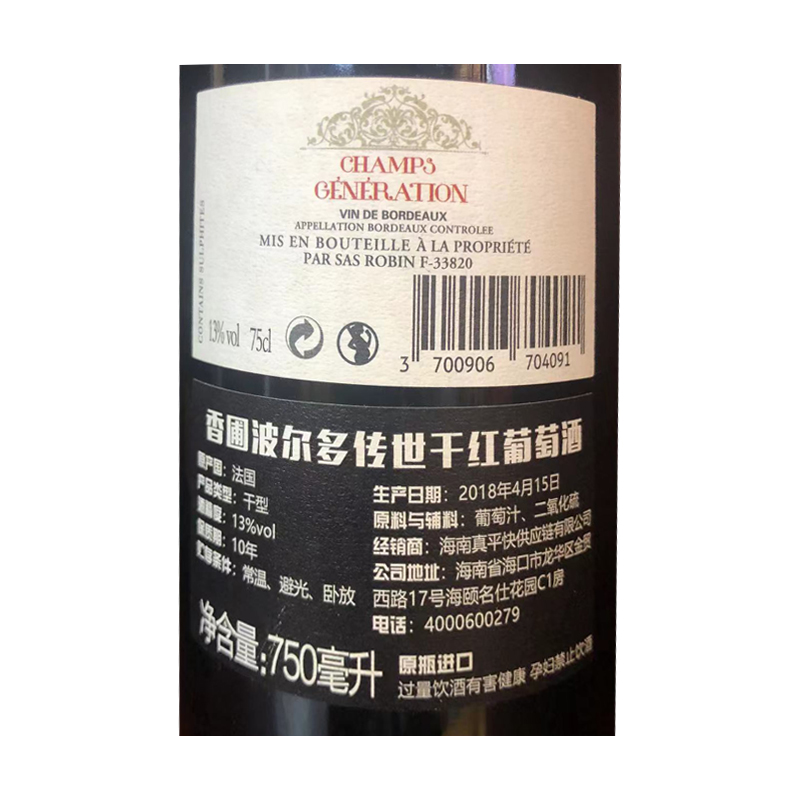 CHAMPS
GÉNÉRATION
VIN DE BORDEAUX
APPELLATION BORDEAUX CONTROLEE
MIS EN BOUTEILLE À LA PROPRIÉTÉ
PAR SAS ROBIN F-33820
CONTAINS SULPHITES
13%vol 75cl
3 700906 704091
香圃波尔多传世干红葡萄酒
原产国：法国
产品类型：干型
酒精度：13%vol
保质期：10年
贮藏条件：常温、避光、卧放
净含量:750毫升
生产日期：2018年4月15日
原料与辅料：葡萄汁、二氧化硫
经销商：海南真平快供应链有限公司
公司地址：海南省海口市龙华区金贸
西路17号海颐名仕花园C1房
电话：4000600279
原瓶进口
过量饮酒有害健康 孕妇禁止饮酒